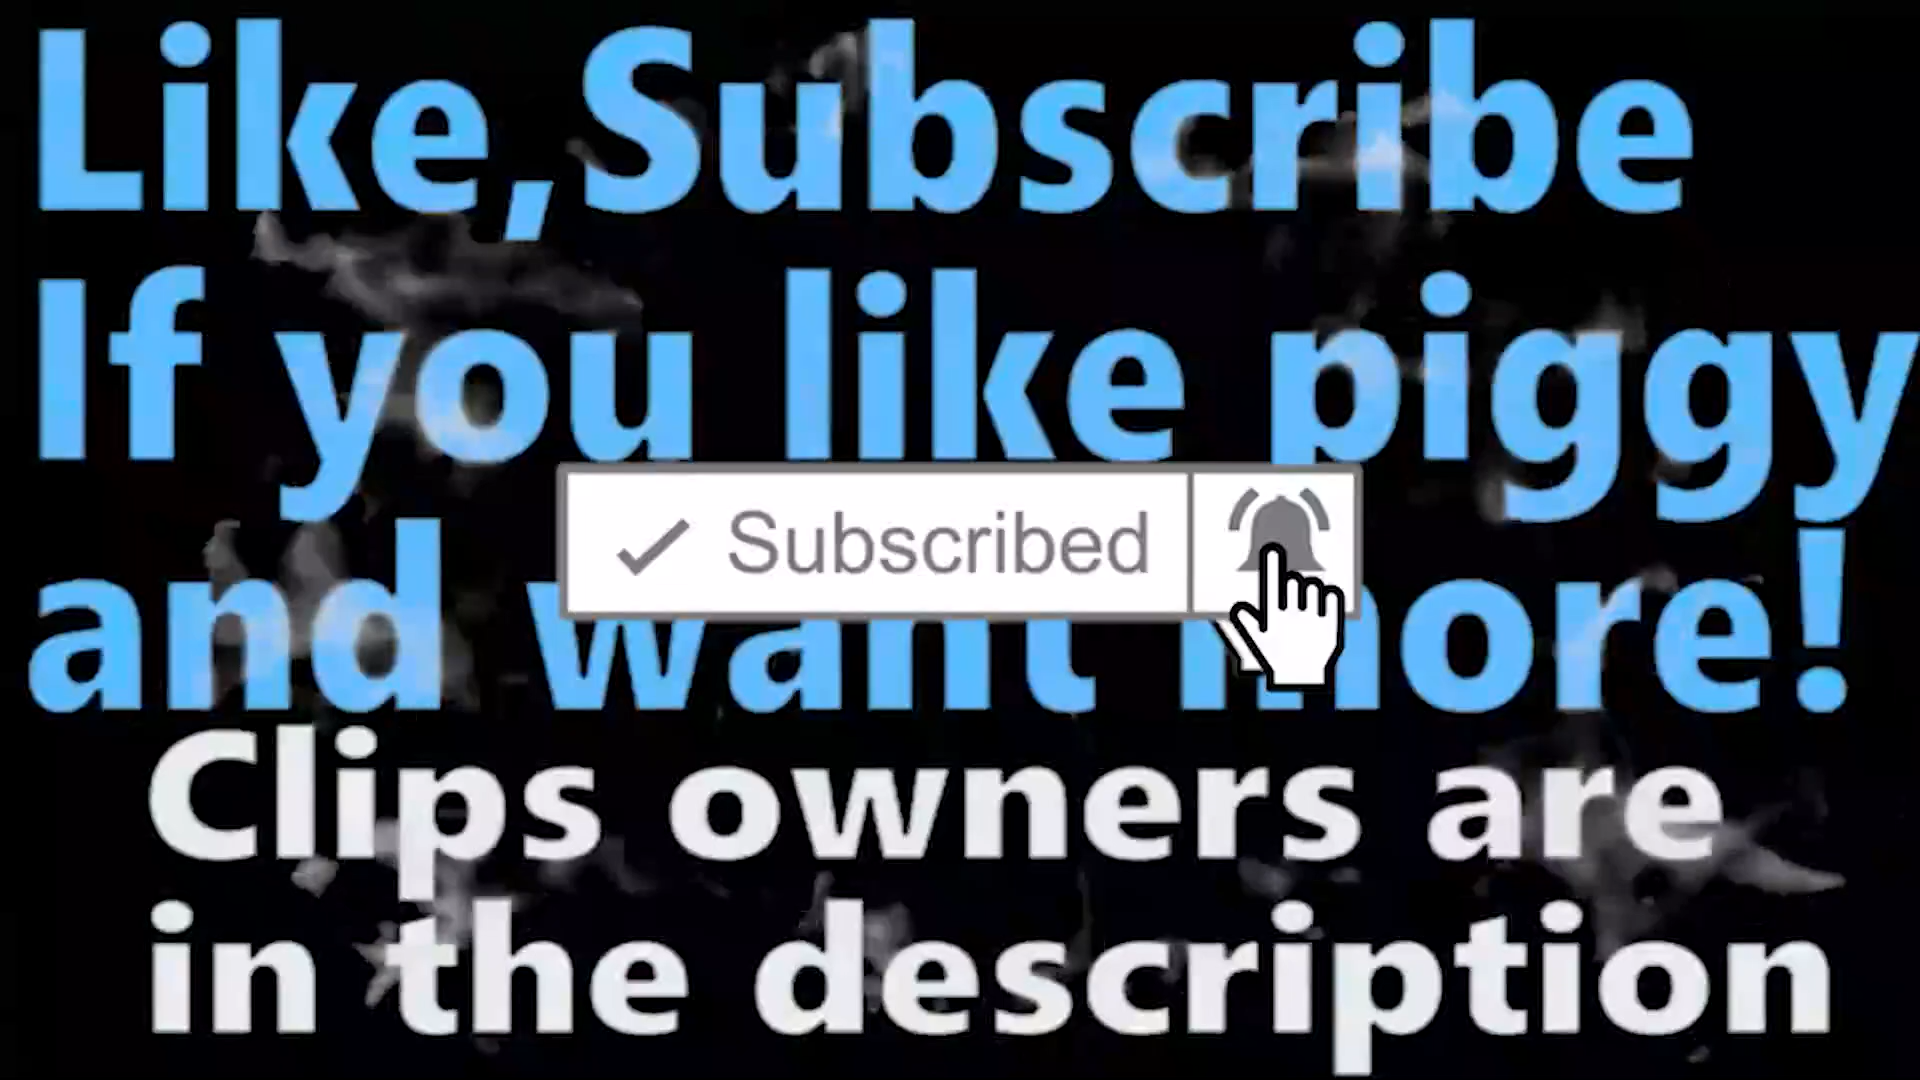 Like,Subscribe
If you like piggy
Subscribed
and want more!
Clips owners are
in the description